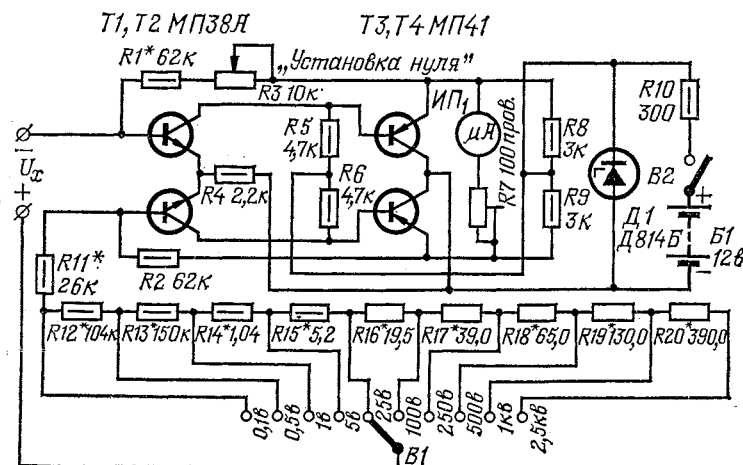 Т1, Т2 МП38А
Т3, Т4 МП41
R1* 62к
„Установка нуля”
R3 10к
ИП1
μA
R7 100 пров.
R5
4,7к
R6
4,7к
R4 2,2к
R8
3к
R9
3к
R10
300
В2
Д1
Д814Б
+
Б1
12в
−
−
Uх
+
R11*
26к
R2 62к
R12*104к
R13*150к
R14*1,04
R15*5,2
R16*19,5
R17*39,0
R18*65,0
R19*130,0
R20*390,0
0,1в
0,5в
1в
5в
25в
100в
250в
500в
1кв
2,5кв
В1